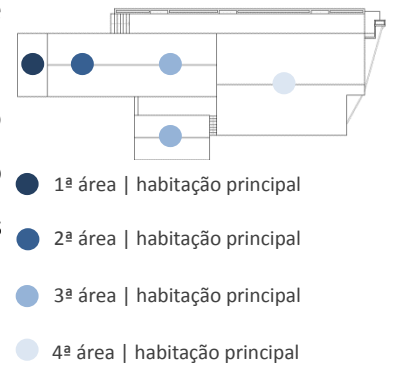 1ª área | habitação principal
2ª área | habitação principal
3ª área | habitação principal
4ª área | habitação principal